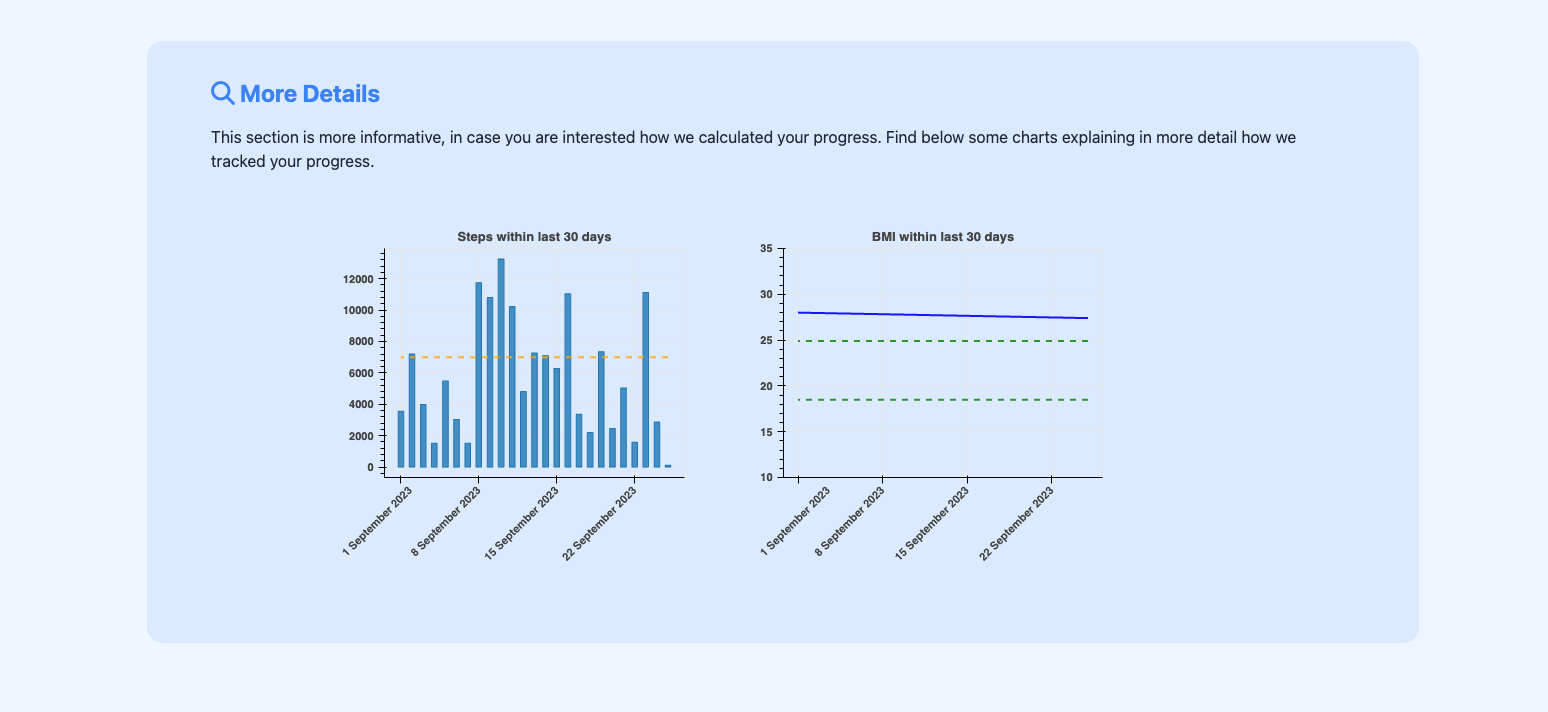 More Details
This section is more informative, in case you are interested how we calculated your progress. Find below some charts explaining in more detail how we
tracked your progress.
Steps within last 30 days
12000
10000
8000
6000
4000
2000
0
1 September 2023
8 September 2023
15 September 2023
22 September 2023
BMI within last 30 days
35
30
25
20
15
10
1 September 2023
8 September 2023
15 September 2023
22 September 2023